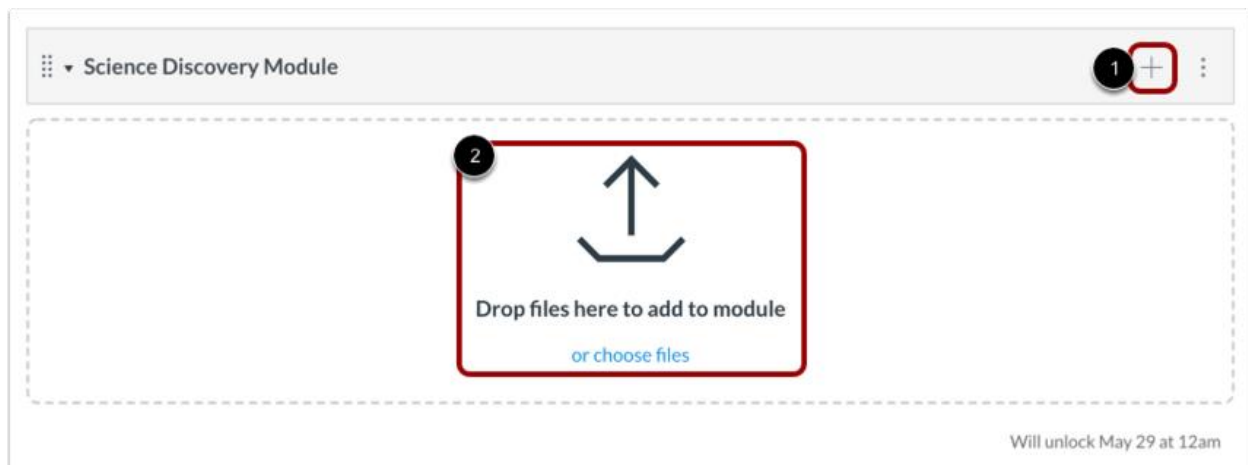 Science Discovery Module
1
2
Drop files here to add to module
or choose files
Will unlock May 29 at 12am